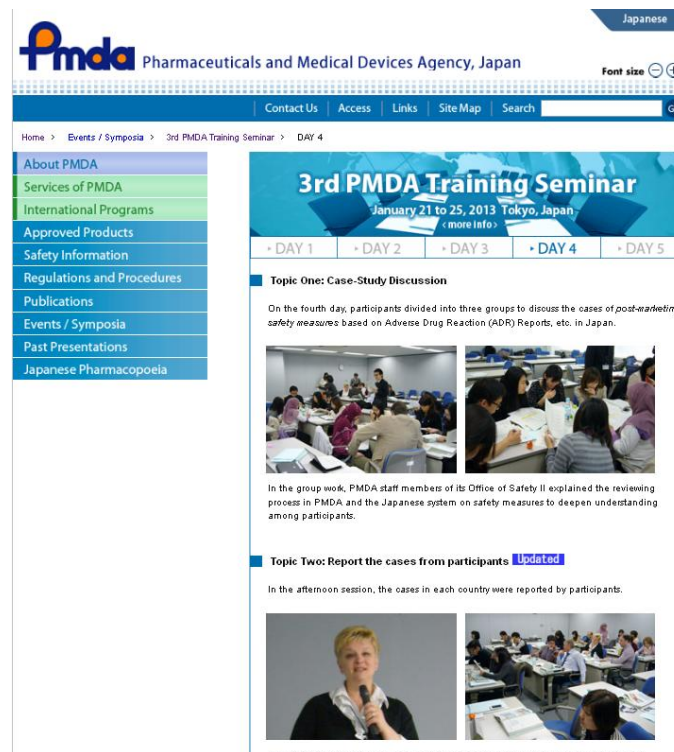 Japanese
Pmda Pharmaceuticals and Medical Devices Agency, Japan
Font size
Contact Us Access Links Site Map Search
Home > Events / Symposia > 3rd PMDA Training Seminar > DAY 4
About PMDA
Services of PMDA
International Programs
Approved Products
Safety Information
Regulations and Procedures
Publications
Events / Symposia
Past Presentations
Japanese Pharmacopoeia
3rd PMDA Training Seminar
January 21 to 25, 2013 Tokyo, Japan
< more info >
DAY 1 DAY 2 DAY 3 DAY 4 DAY 5
Topic One: Case-Study Discussion
On the fourth day, participants divided into three groups to discuss the cases of post-marketin
safety measures based on Adverse Drug Reaction (ADR) Reports, etc. in Japan.
In the group work, PMDA staff members of its Office of Safety II explained the reviewing
process in PMDA and the Japanese system on safety measures to deepen understanding
among participants.
Topic Two: Report the cases from participants Updated
In the afternoon session, the cases in each country were reported by participants.